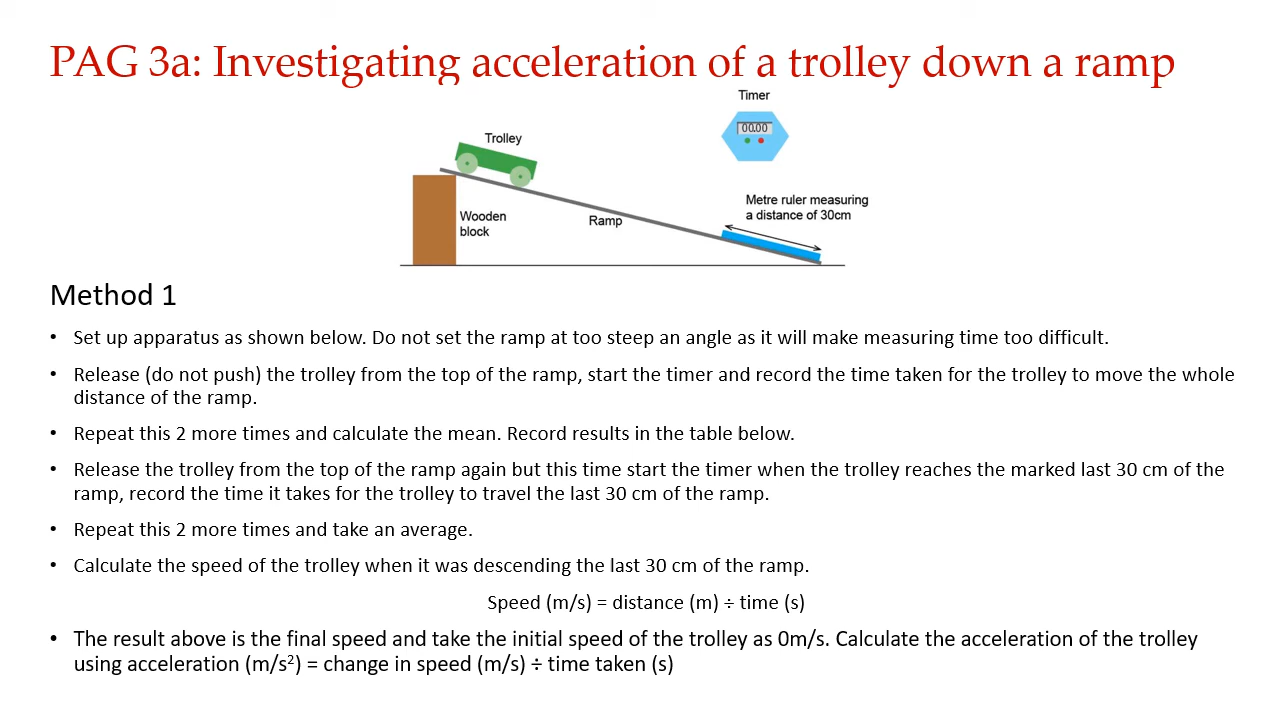 PAG 3a: Investigating acceleration of a trolley down a ramp
Timer
00.00
Trolley
Metre ruler measuring
a distance of 30cm
Wooden
block
Ramp
Method 1
• Set up apparatus as shown below. Do not set the ramp at too steep an angle as it will make measuring time too difficult.
• Release (do not push) the trolley from the top of the ramp, start the timer and record the time taken for the trolley to move the whole
distance of the ramp.
• Repeat this 2 more times and calculate the mean. Record results in the table below.
• Release the trolley from the top of the ramp again but this time start the timer when the trolley reaches the marked last 30 cm of the
ramp, record the time it takes for the trolley to travel the last 30 cm of the ramp.
• Repeat this 2 more times and take an average.
• Calculate the speed of the trolley when it was descending the last 30 cm of the ramp.
Speed (m/s) = distance (m) ÷ time (s)
• The result above is the final speed and take the initial speed of the trolley as 0m/s. Calculate the acceleration of the trolley
using acceleration (m/s²) = change in speed (m/s) ÷ time taken (s)